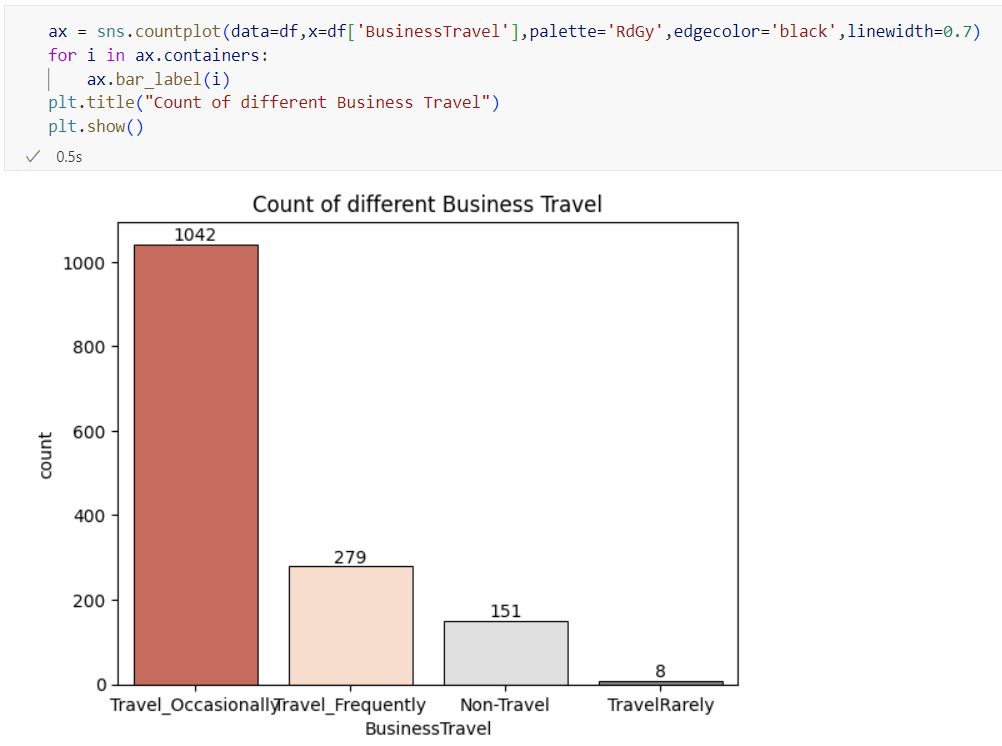 ax = sns.countplot(data=df,x=df['BusinessTravel'],palette='RdGy',edgecolor='black',linewidth=0.7)
for i in ax.containers:
    ax.bar_label(i)
plt.title("Count of different Business Travel")
plt.show()
0.5s
Count of different Business Travel
1042
1000
800
600
279
400
151
200
8
0
count
Travel_Occasionally Travel_Frequently Non-Travel TravelRarely
BusinessTravel